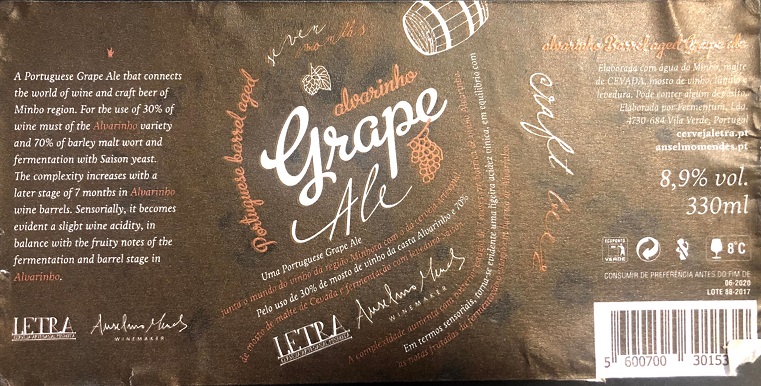 A Portuguese Grape Ale that connects
the world of wine and craft beer of
Minho region. For the use of 30% of
wine must of the Alvarinho variety
and 70% of barley malt wort and
fermentation with Saison yeast.
The complexity increases with a
later stage of 7 months in Alvarinho
wine barrels. Sensorially, it becomes
evident a slight wine acidity, in
balance with the fruity notes of the
fermentation and barrel stage in
Alvarinho.
LETRA
Anselmo Mendes
WINEMAKER
seven months
Portuguese barrel aged
alvarinho
Grape
Ale
Uma Portuguese Grape Ale
junta o mundo do vinho da região Minhota com o da cerveja artesanal.
Pelo uso de 30% de mosto de vinho da casta Alvarinho e 70%
de mosto de malte de Cevada e fermentação com levedura Saison.
A complexidade aumenta com
Em termos sensoriais, torna-se evidente uma ligeira acidez vínica, em equilíbrio com
as notas frutadas da fermentação e
LETRA
Anselmo Mendes
WINEMAKER
craft beer
alvarinho Barrel aged Grape ale
Elaborada com água do Minho, malte
de CEVADA, mosto de vinho, lúpulo e
levedura. Pode conter algum depósito.
Elaborada por Fermentum, Lda.
4730-684 Vila Verde, Portugal
cervejaletra.pt
anselmomendes.pt
8,9% vol.
330ml
ECOPONTO
VERDE
8°C
CONSUMIR DE PREFERÊNCIA ANTES DO FIM DE
06-2020
LOTE 80-2017
5 600700 30153